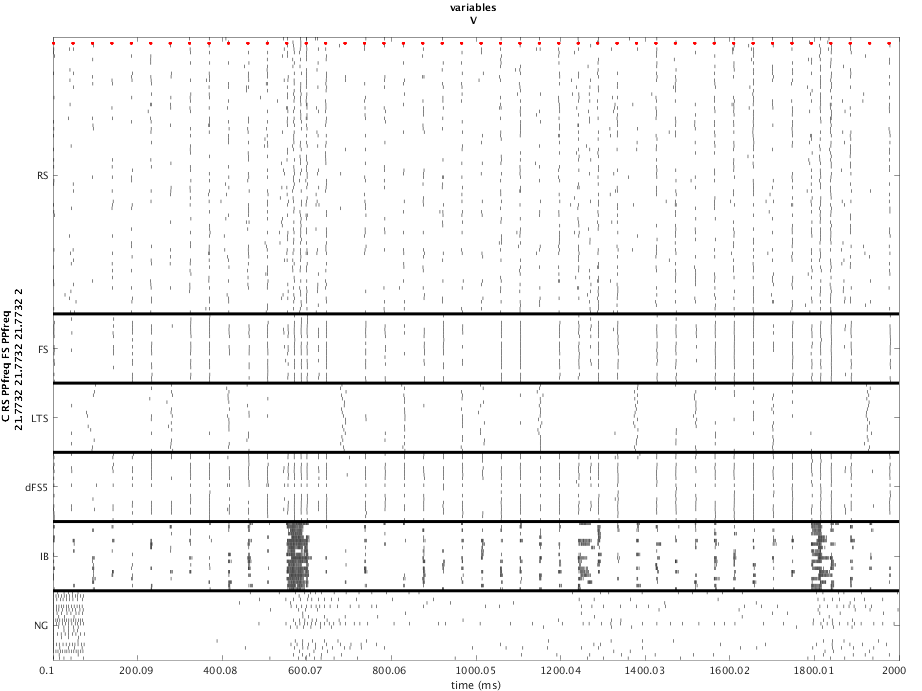 variables
V
C RS PPfreq FS PPfreq
21.7732 21.7732 21.7732 2
RS
FS
LTS
dFS5
IB
NG
0.1 200.09 400.08 600.07 800.06 1000.05 1200.04 1400.03 1600.02 1800.01 2000
time (ms)